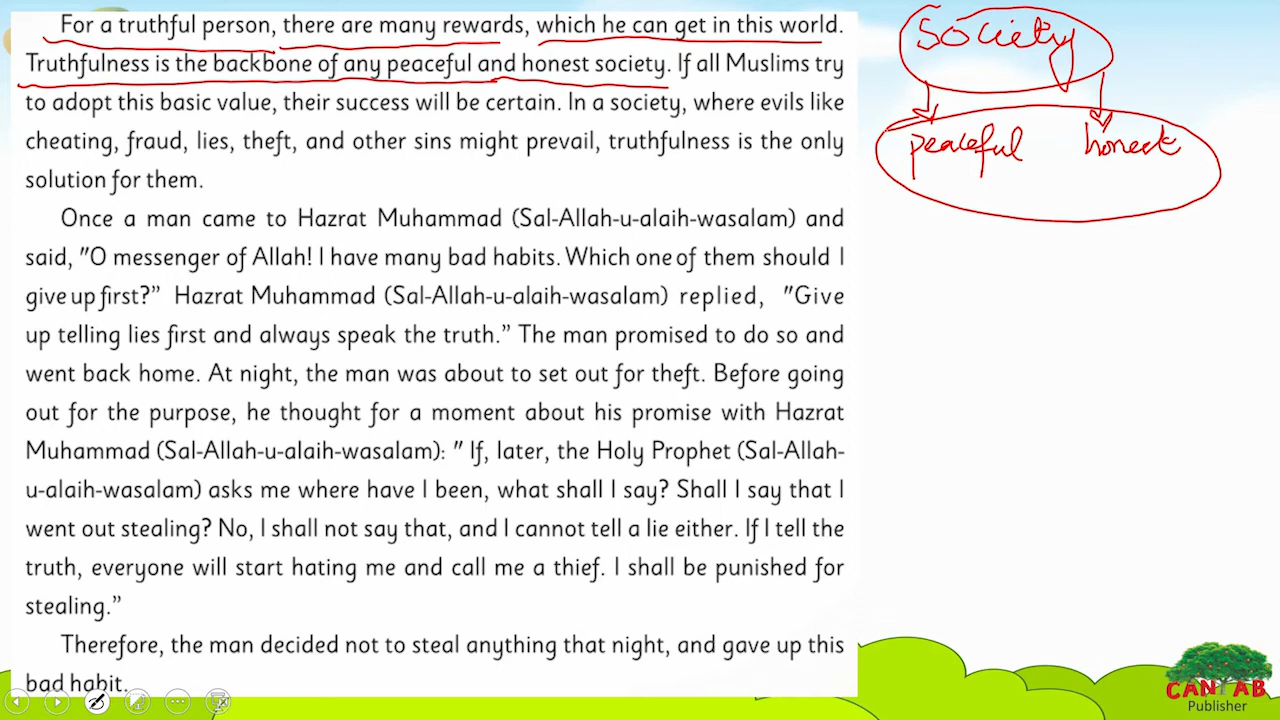 For a truthful person, there are many rewards, which he can get in this world.
Truthfulness is the backbone of any peaceful and honest society. If all Muslims try
to adopt this basic value, their success will be certain. In a society, where evils like
cheating, fraud, lies, theft, and other sins might prevail, truthfulness is the only
solution for them.
Once a man came to Hazrat Muhammad (Sal-Allah-u-alaih-wasalam) and
said, "O messenger of Allah! I have many bad habits. Which one of them should I
give up first?” Hazrat Muhammad (Sal-Allah-u-alaih-wasalam) replied, "Give
up telling lies first and always speak the truth.” The man promised to do so and
went back home. At night, the man was about to set out for theft. Before going
out for the purpose, he thought for a moment about his promise with Hazrat
Muhammad (Sal-Allah-u-alaih-wasalam): " If, later, the Holy Prophet (Sal-Allah-
u-alaih-wasalam) asks me where have I been, what shall I say? Shall I say that I
went out stealing? No, I shall not say that, and I cannot tell a lie either. If I tell the
truth, everyone will start hating me and call me a thief. I shall be punished for
stealing.”
Therefore, the man decided not to steal anything that night, and gave up this
bad habit.
Society
peaceful honest
CANTAB
Publisher